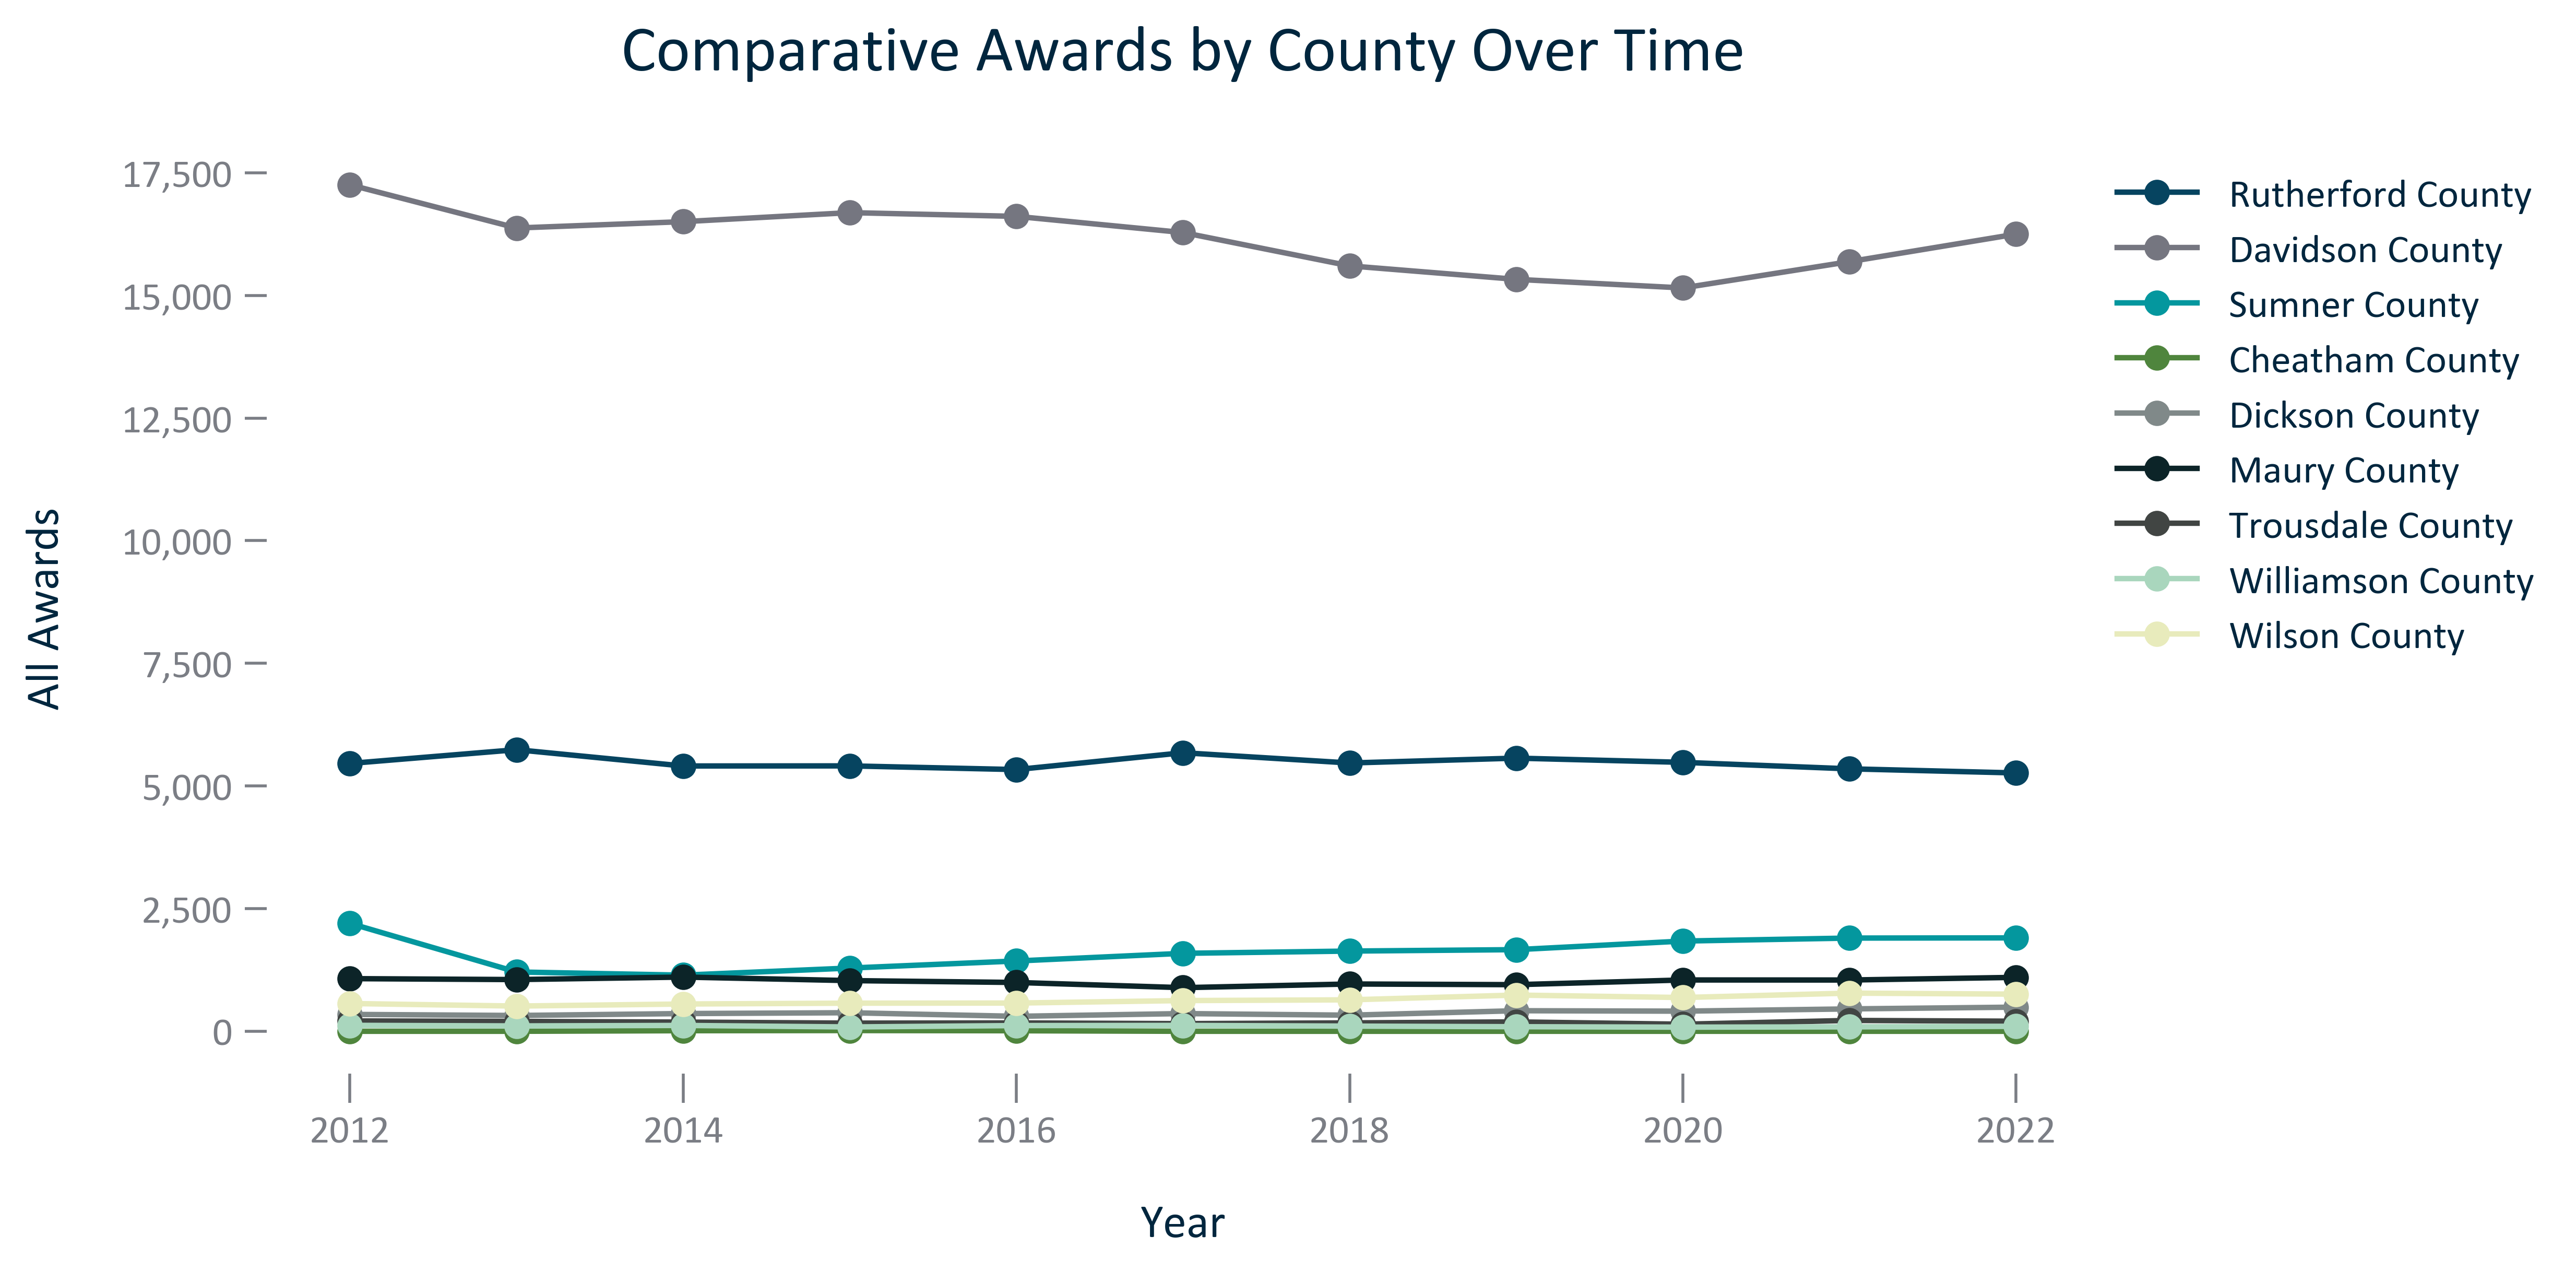 Comparative Awards by County Over Time
17,500
15,000
12,500
10,000
7,500
5,000
2,500
0
All Awards
2012
2014
2016
2018
2020
2022
Year
Rutherford County
Davidson County
Sumner County
Cheatham County
Dickson County
Maury County
Trousdale County
Williamson County
Wilson County